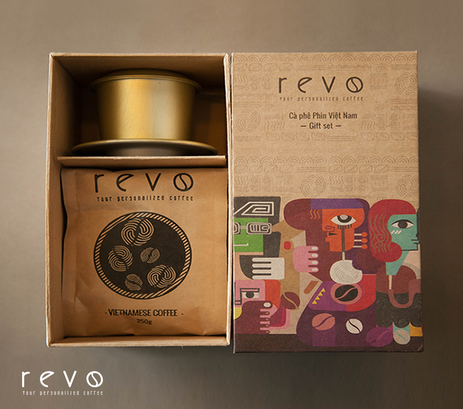 revo
Your personalized coffee
Cà phê Phin Việt Nam
— Gift set —
revo
Your personalized coffee
- VIETNAMESE COFFEE -
250g
revo
Your personalized coffee